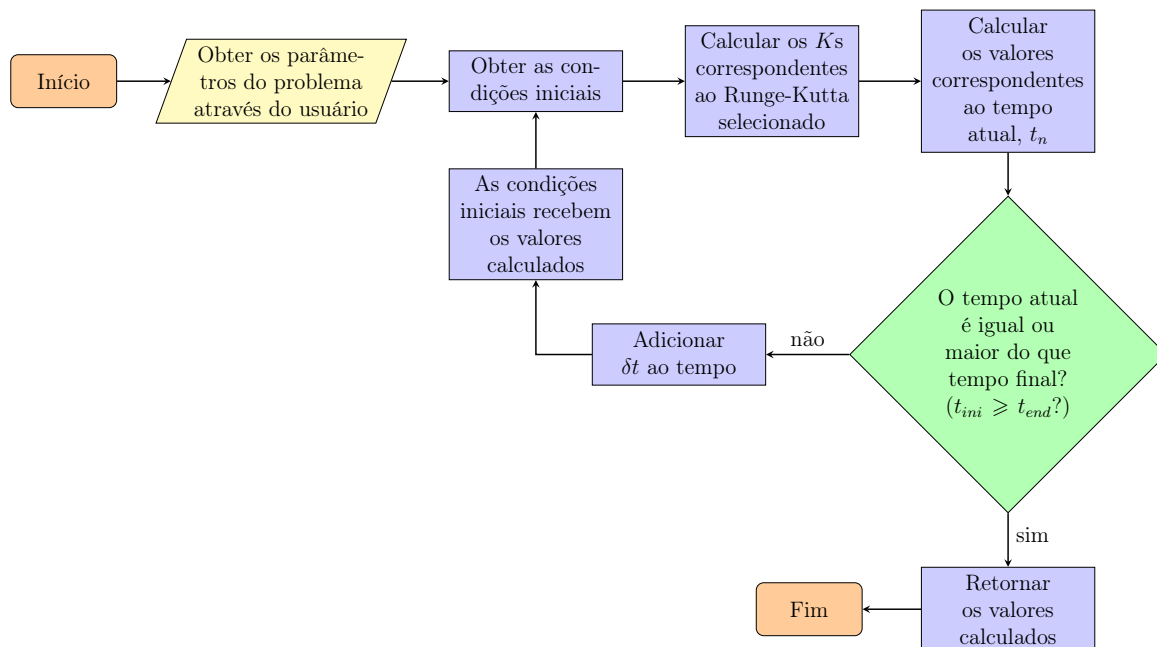 Início
Obter os parâme-
tros do problema
através do usuário
Obter as con-
dições iniciais
Calcular os Ks
correspondentes
ao Runge-Kutta
selecionado
Calcular
os valores
correspondentes
ao tempo
atual, tₙ
As condições
iniciais recebem
os valores
calculados
O tempo atual
é igual ou
maior do que
tempo final?
(t_ini ⩾ t_end?)
não
Adicionar
δt ao tempo
sim
Retornar
os valores
calculados
Fim